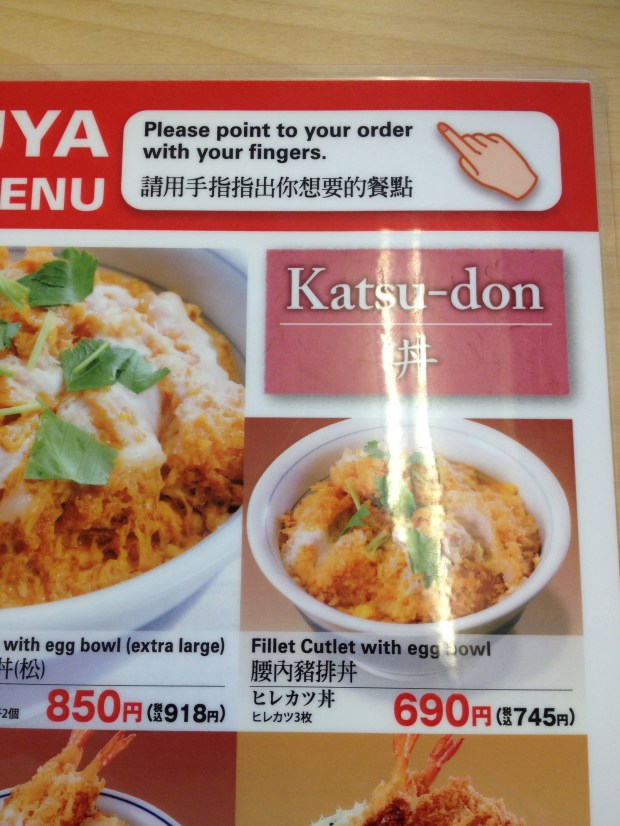 UYA
ENU
Please point to your order
with your fingers.
請用手指指出你想要的餐點
Katsu-don
丼
with egg bowl (extra large)
丼(松)
2個
850円 (税込918円)
Fillet Cutlet with egg bowl
腰內豬排丼
ヒレカツ丼
ヒレカツ3枚
690円 (税込745円)